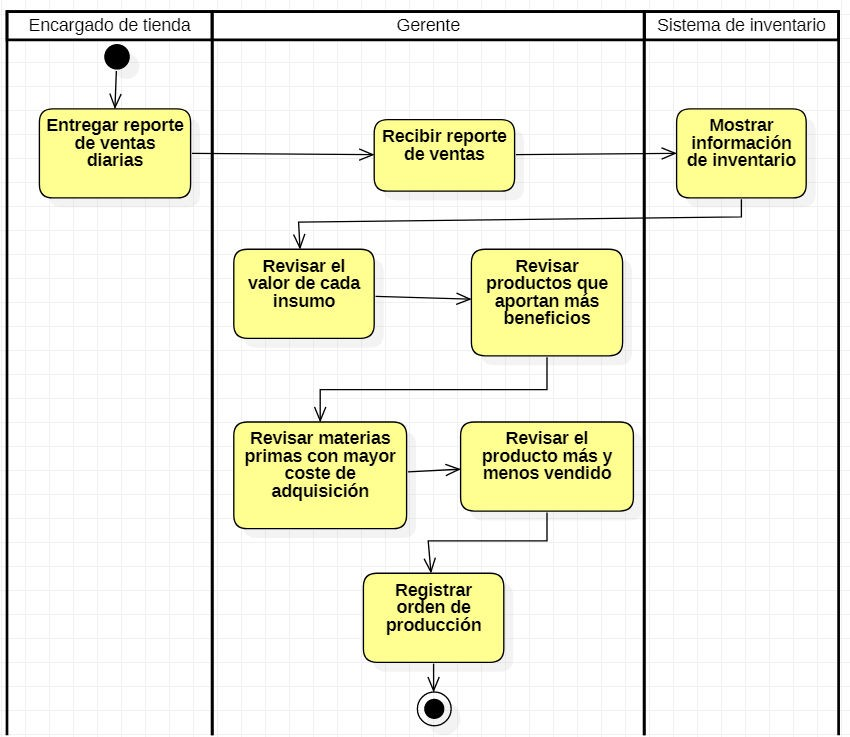 Encargado de tienda
Gerente
Sistema de inventario
Entregar reporte
de ventas
diarias
Recibir reporte
de ventas
Mostrar
información
de inventario
Revisar el
valor de cada
insumo
Revisar
productos que
aportan más
beneficios
Revisar materias
primas con mayor
coste de
adquisición
Revisar el
producto más y
menos vendido
Registrar
orden de
producción